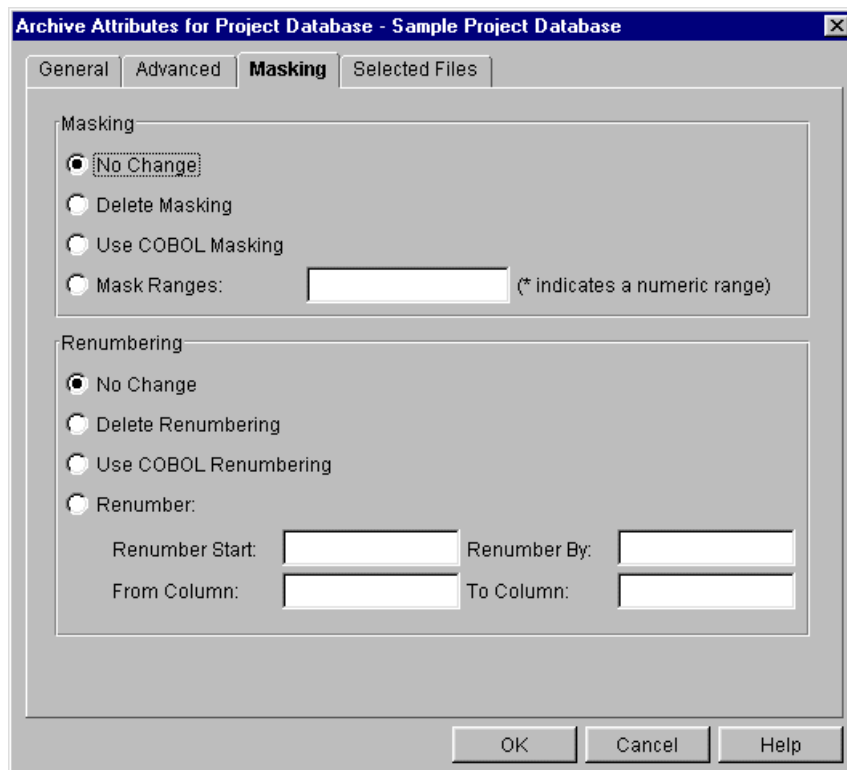 Archive Attributes for Project Database - Sample Project Database
General Advanced Masking Selected Files
Masking
No Change
Delete Masking
Use COBOL Masking
Mask Ranges: (* indicates a numeric range)
Renumbering
No Change
Delete Renumbering
Use COBOL Renumbering
Renumber:
Renumber Start: Renumber By:
From Column: To Column:
OK Cancel Help